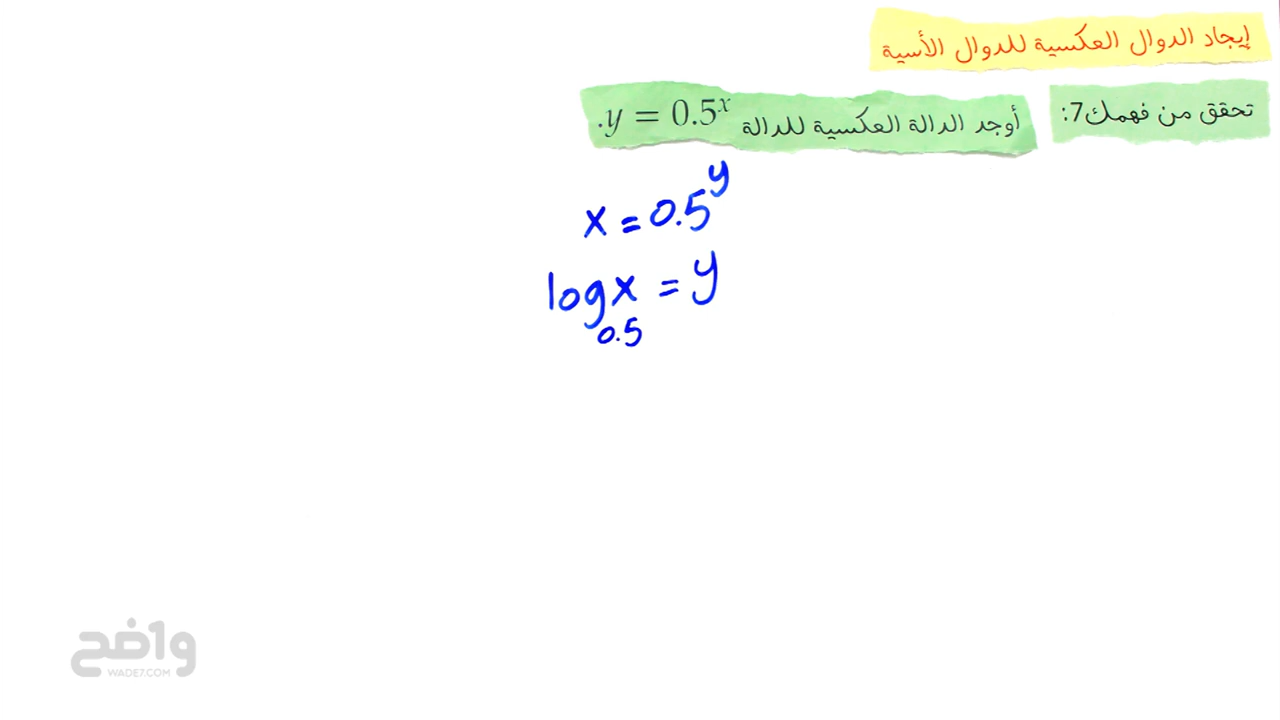 إيجاد الدوال العكسية للدوال الأسية
تحقق من فهمك7: أوجد الدالة العكسية للدالة y = 0.5^x.
x = 0.5^y
log_0.5 x = y
واضح
WADE7.COM